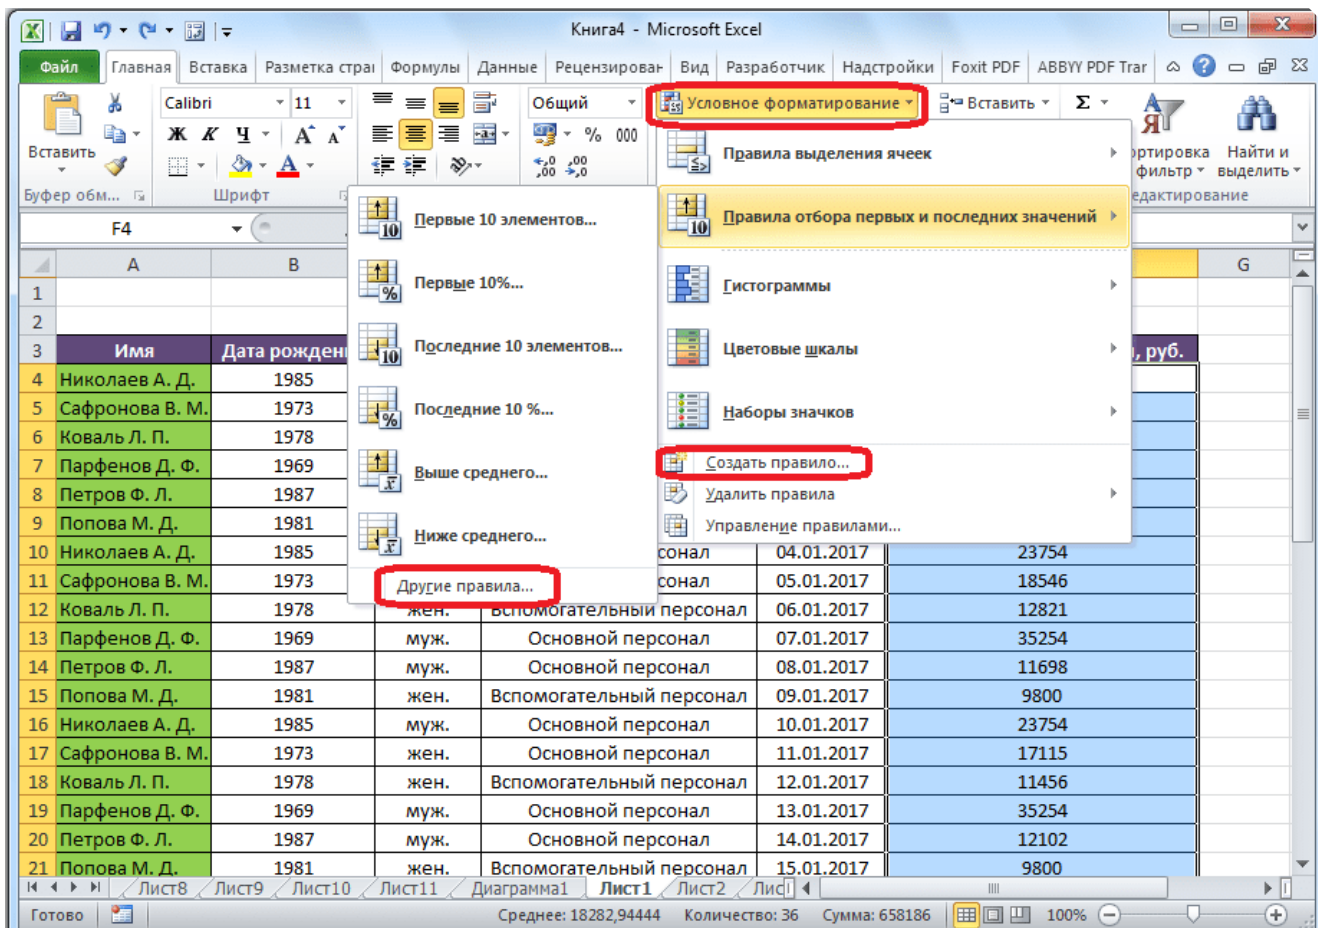 Книга4 - Microsoft Excel
Файл Главная Вставка Разметка стран Формулы Данные Рецензирован Вид Разработчик Надстройки Foxit PDF ABBYY PDF Tran
Calibri 11 Общий Условное форматирование Вставить Σ
Ж К Ч А А % 000
Вставить А ,00 ,0 ортировка Найти и
фильтр выделить
Буфер обм... Шрифт едактирование
Правила выделения ячеек
Правила отбора первых и последних значений
Гистограммы
Цветовые шкалы
Наборы значков
Создать правило...
Удалить правила
Управление правилами...
Первые 10 элементов...
Первые 10%...
Последние 10 элементов...
Последние 10 %...
Выше среднего...
Ниже среднего...
Другие правила...
F4
A B G
1
2
3 Имя Дата рожден , руб.
4 Николаев А. Д. 1985
5 Сафронова В. М. 1973
6 Коваль Л. П. 1978
7 Парфенов Д. Ф. 1969
8 Петров Ф. Л. 1987
9 Попова М. Д. 1981
10 Николаев А. Д. 1985 сонал 04.01.2017 23754
11 Сафронова В. М. 1973 сонал 05.01.2017 18546
12 Коваль Л. П. 1978 жен. Вспомогательный персонал 06.01.2017 12821
13 Парфенов Д. Ф. 1969 муж. Основной персонал 07.01.2017 35254
14 Петров Ф. Л. 1987 муж. Основной персонал 08.01.2017 11698
15 Попова М. Д. 1981 жен. Вспомогательный персонал 09.01.2017 9800
16 Николаев А. Д. 1985 муж. Основной персонал 10.01.2017 23754
17 Сафронова В. М. 1973 жен. Основной персонал 11.01.2017 17115
18 Коваль Л. П. 1978 жен. Вспомогательный персонал 12.01.2017 11456
19 Парфенов Д. Ф. 1969 муж. Основной персонал 13.01.2017 35254
20 Петров Ф. Л. 1987 муж. Основной персонал 14.01.2017 12102
21 Попова М. Д. 1981 жен. Вспомогательный персонал 15.01.2017 9800
Лист8 Лист9 Лист10 Лист11 Диаграмма1 Лист1 Лист2 Лис
Готово Среднее: 18282,94444 Количество: 36 Сумма: 658186 100%